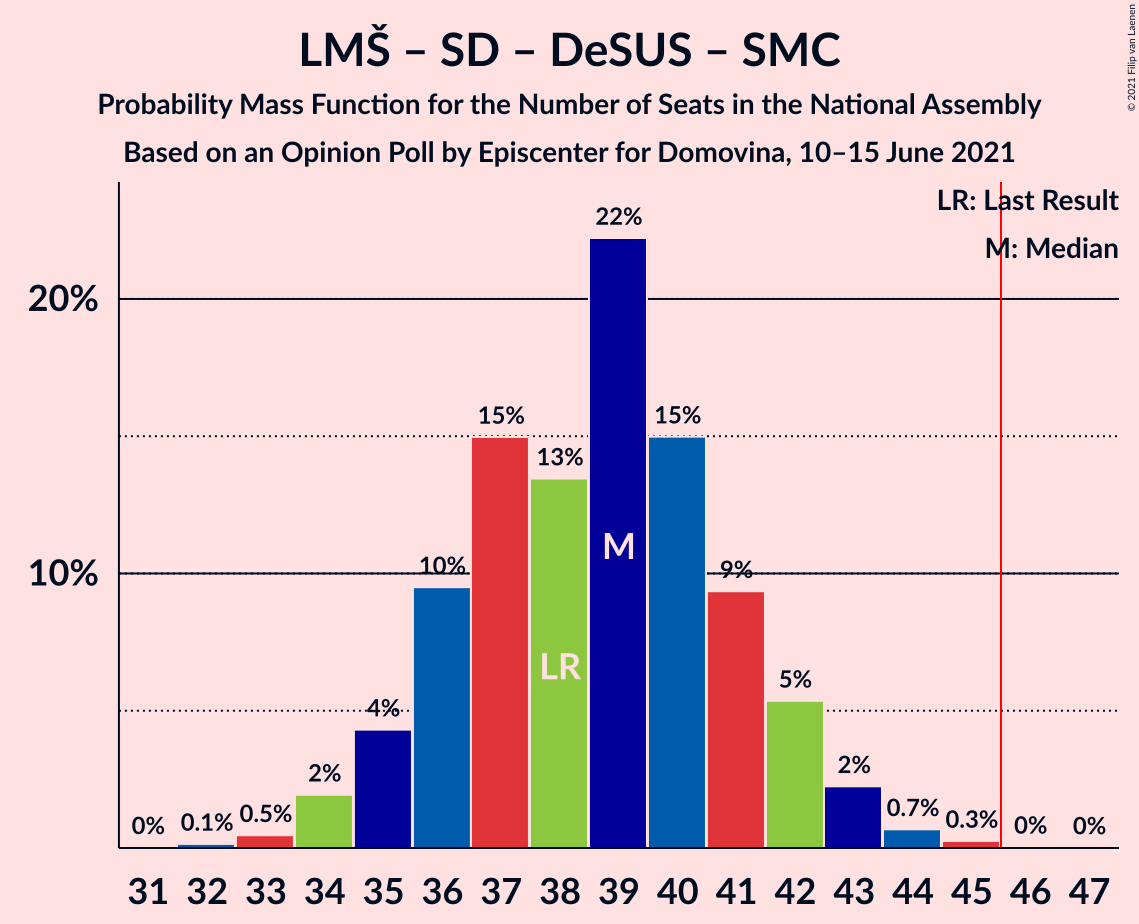 LMŠ – SD – DeSUS – SMC
Probability Mass Function for the Number of Seats in the National Assembly
Based on an Opinion Poll by Episcenter for Domovina, 10–15 June 2021
© 2021 Filip van Laenen
LR: Last Result
M: Median
22%
20%
15%
15%
13%
M
10%
10%
9%
LR
5%
4%
2%
2%
0%
0.1%
0.5%
0.7%
0.3%
0%
0%
31 32 33 34 35 36 37 38 39 40 41 42 43 44 45 46 47